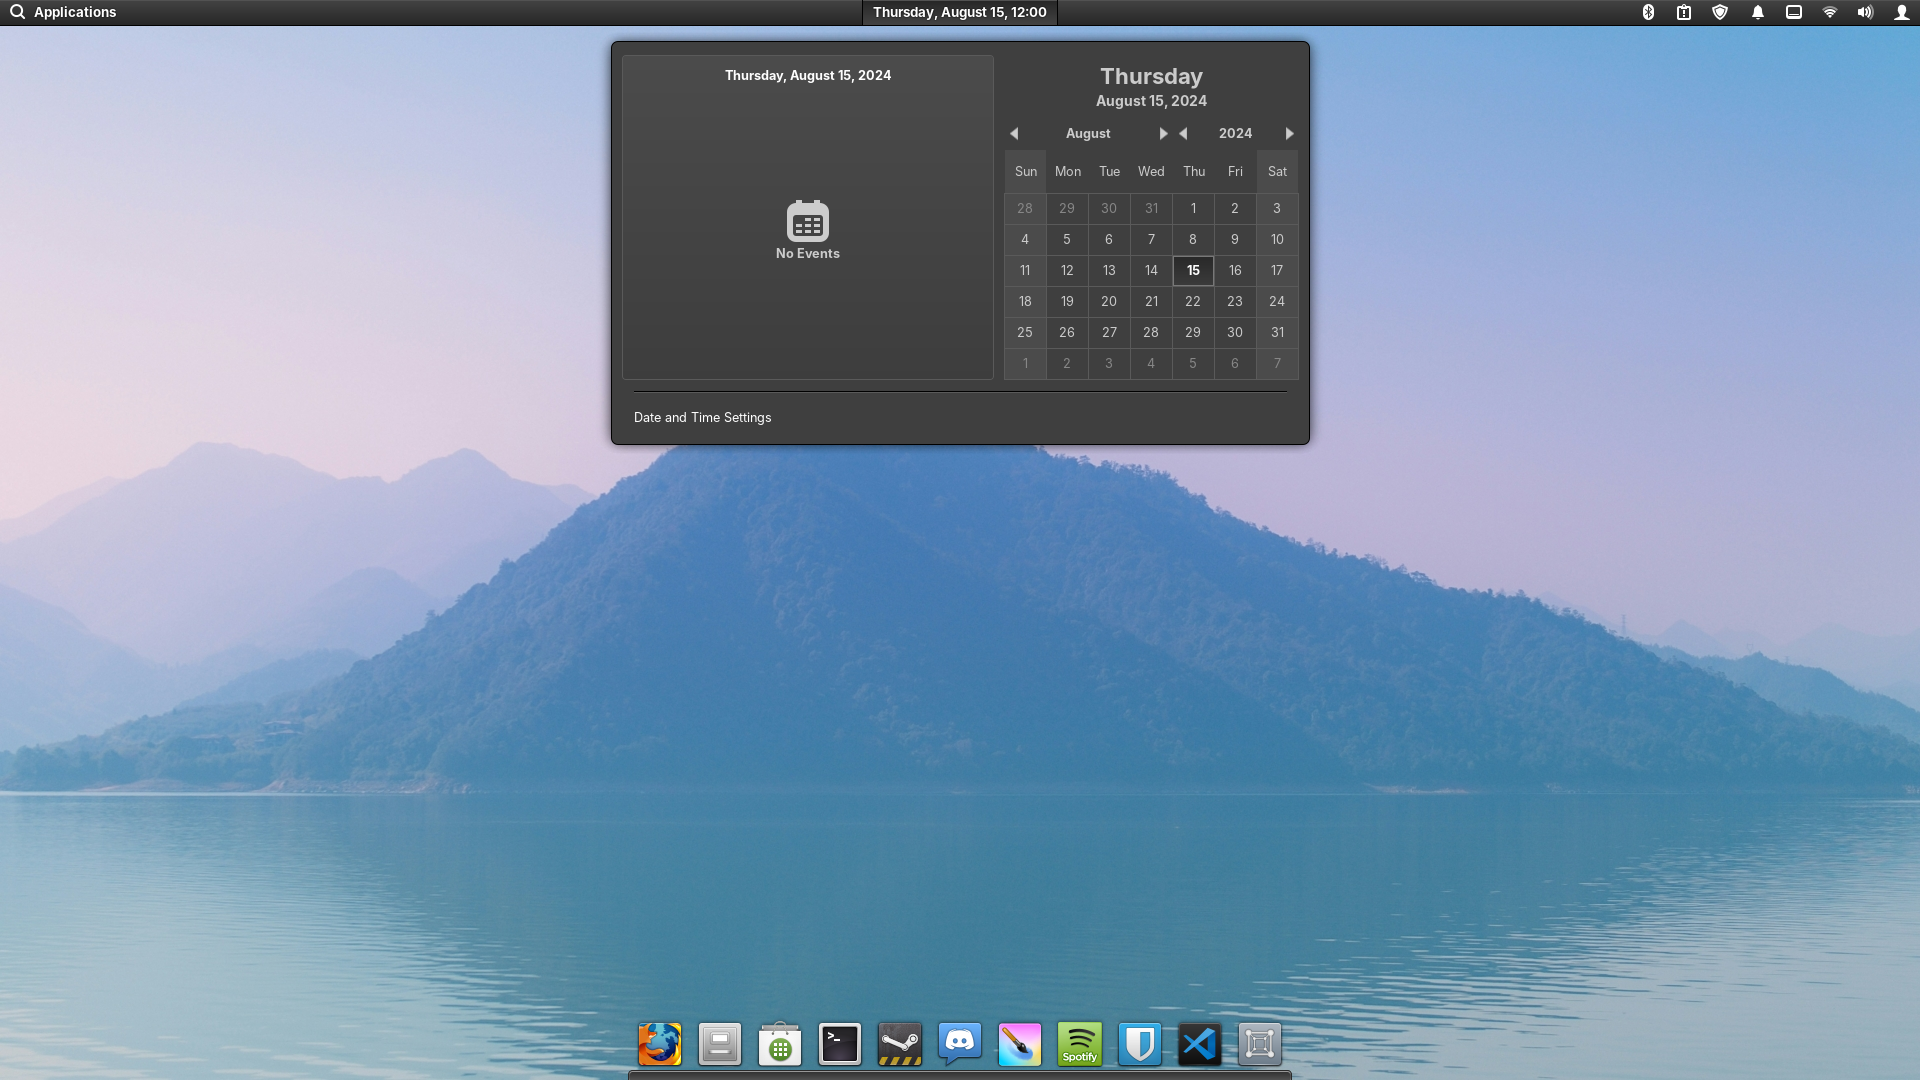 Applications
Thursday, August 15, 12:00
Thursday, August 15, 2024
No Events
Thursday
August 15, 2024
August 2024
Sun Mon Tue Wed Thu Fri Sat
28 29 30 31 1 2 3
4 5 6 7 8 9 10
11 12 13 14 15 16 17
18 19 20 21 22 23 24
25 26 27 28 29 30 31
1 2 3 4 5 6 7
Date and Time Settings
>_
Spotify